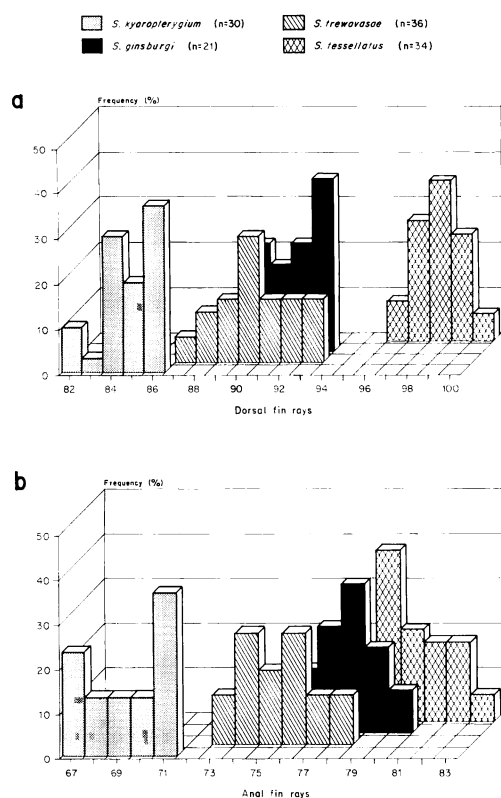 S. kyaropterygium (n=30) S. trewavasae (n=36)
S. ginsburgi (n=21) S. tessellatus (n=34)
a
Frequency (%)
50
40
30
20
10
0
82 84 86 88 90 92 94 96 98 100
Dorsal fin rays
b
Frequency (%)
50
40
30
20
10
0
67 69 71 73 75 77 79 81 83
Anal fin rays